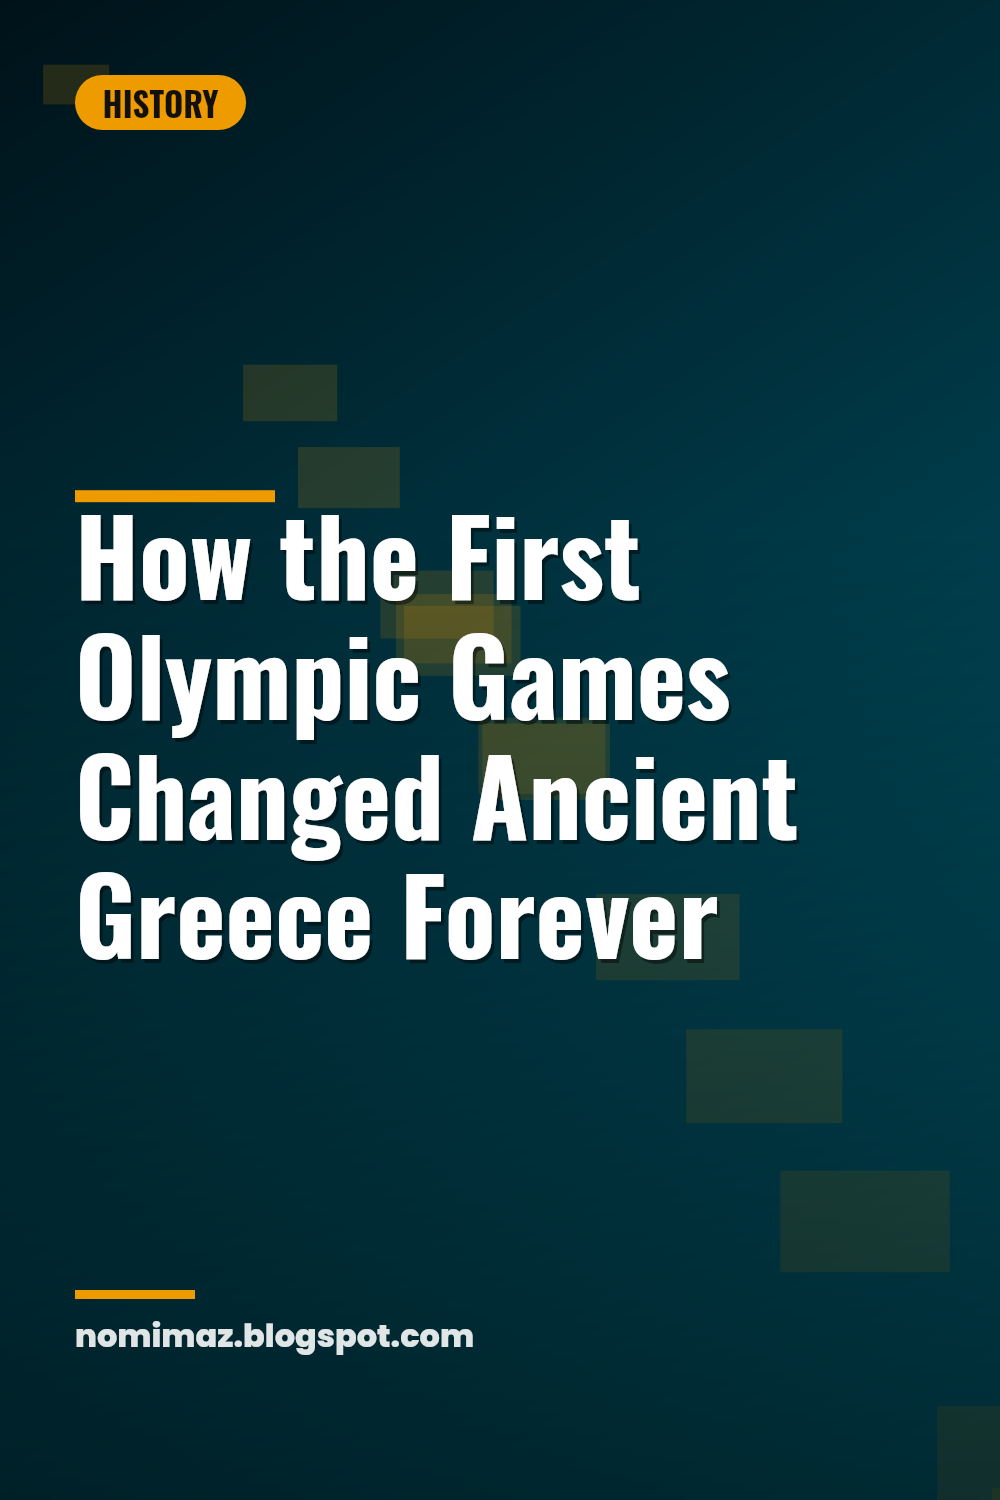 HISTORY
How the First
Olympic Games
Changed Ancient
Greece Forever
nomimaz.blogspot.com